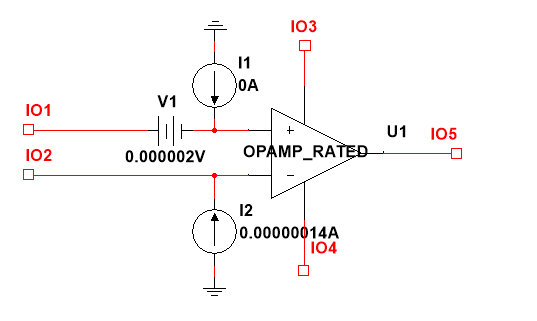 IO3
I1
0A
IO1
V1
0.000002V
+
U1
IO5
OPAMP_RATED
IO2
−
I2
0.00000014A
IO4